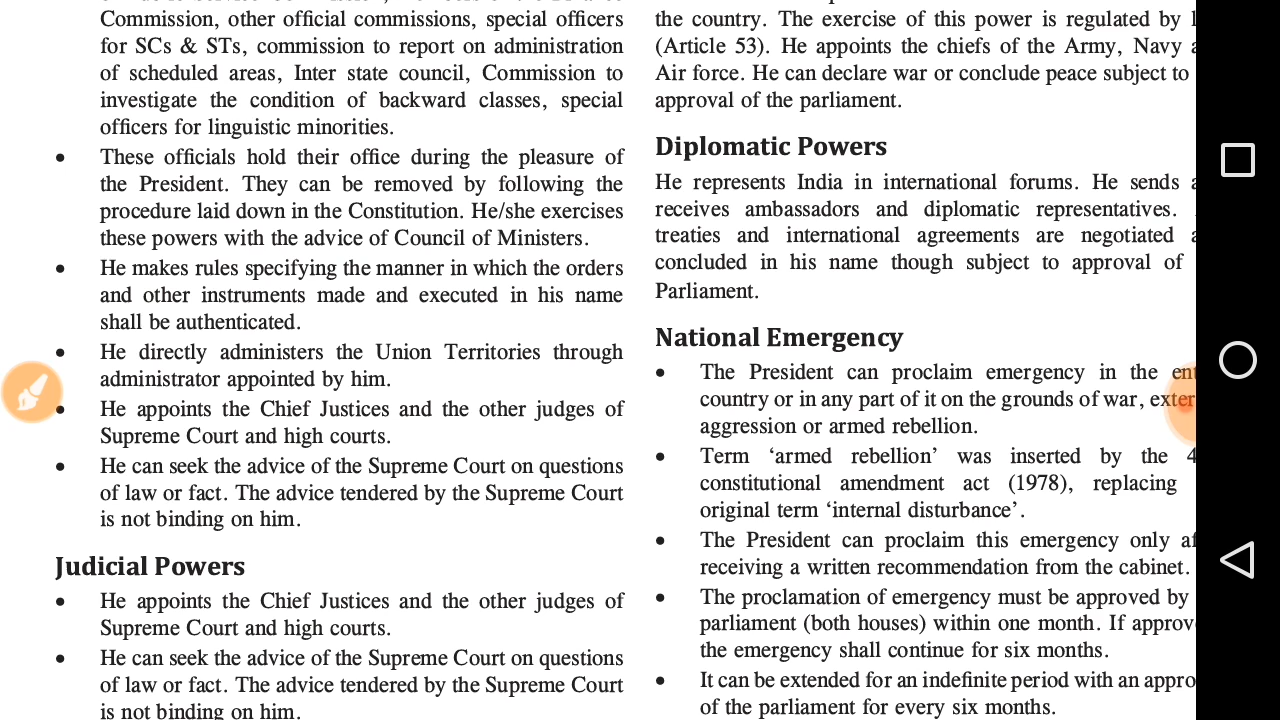 Commission, other official commissions, special officers
for SCs & STs, commission to report on administration
of scheduled areas, Inter state council, Commission to
investigate the condition of backward classes, special
officers for linguistic minorities.
• These officials hold their office during the pleasure of
the President. They can be removed by following the
procedure laid down in the Constitution. He/she exercises
these powers with the advice of Council of Ministers.
• He makes rules specifying the manner in which the orders
and other instruments made and executed in his name
shall be authenticated.
• He directly administers the Union Territories through
administrator appointed by him.
• He appoints the Chief Justices and the other judges of
Supreme Court and high courts.
• He can seek the advice of the Supreme Court on questions
of law or fact. The advice tendered by the Supreme Court
is not binding on him.
Judicial Powers
• He appoints the Chief Justices and the other judges of
Supreme Court and high courts.
• He can seek the advice of the Supreme Court on questions
of law or fact. The advice tendered by the Supreme Court
is not binding on him.
the country. The exercise of this power is regulated by
(Article 53). He appoints the chiefs of the Army, Navy
Air force. He can declare war or conclude peace subject to
approval of the parliament.
Diplomatic Powers
He represents India in international forums. He sends
receives ambassadors and diplomatic representatives.
treaties and international agreements are negotiated
concluded in his name though subject to approval of
Parliament.
National Emergency
• The President can proclaim emergency in the
country or in any part of it on the grounds of war,
aggression or armed rebellion.
• Term ‘armed rebellion’ was inserted by the
constitutional amendment act (1978), replacing
original term ‘internal disturbance’.
• The President can proclaim this emergency only
receiving a written recommendation from the cabinet.
• The proclamation of emergency must be approved by
parliament (both houses) within one month. If
the emergency shall continue for six months.
• It can be extended for an indefinite period with an
of the parliament for every six months.